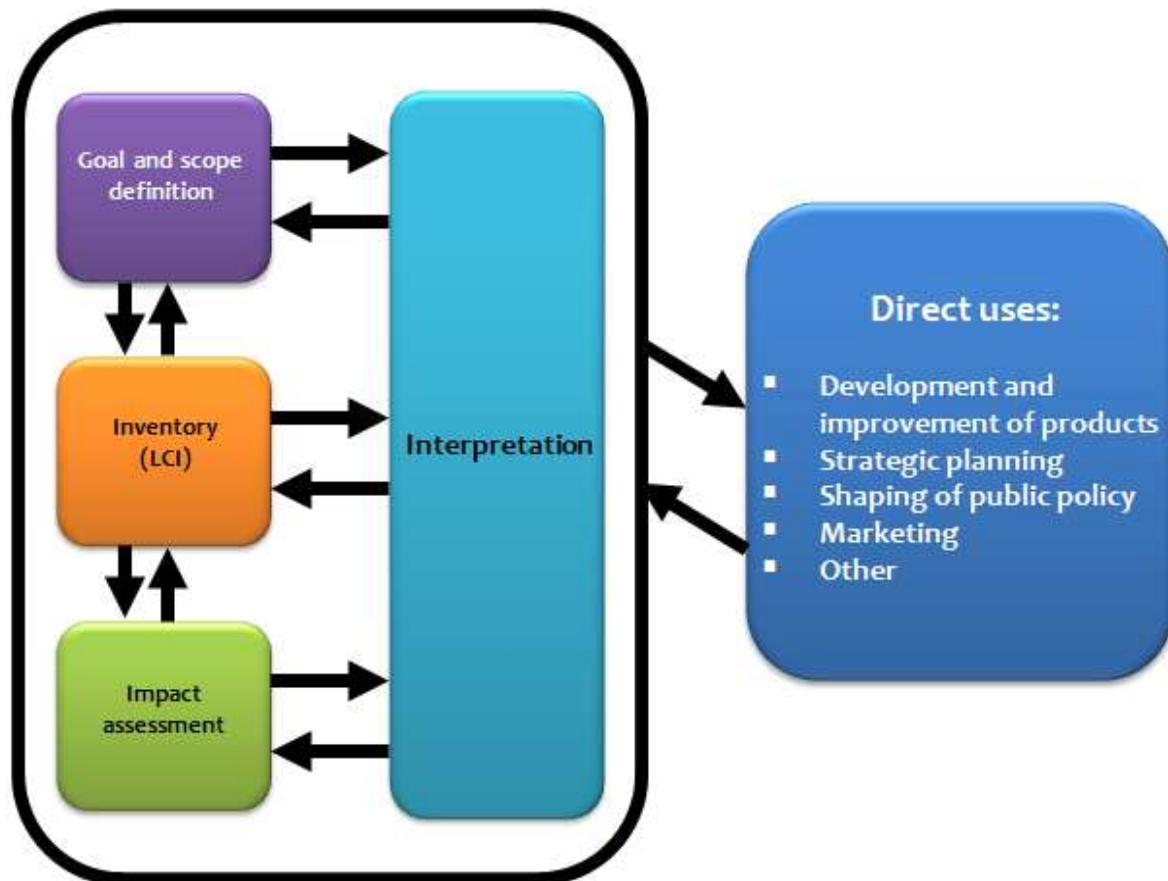 Goal and scope
definition
Inventory
(LCI)
Impact
assessment
Interpretation
Direct uses:
▪ Development and
improvement of products
▪ Strategic planning
▪ Shaping of public policy
▪ Marketing
▪ Other